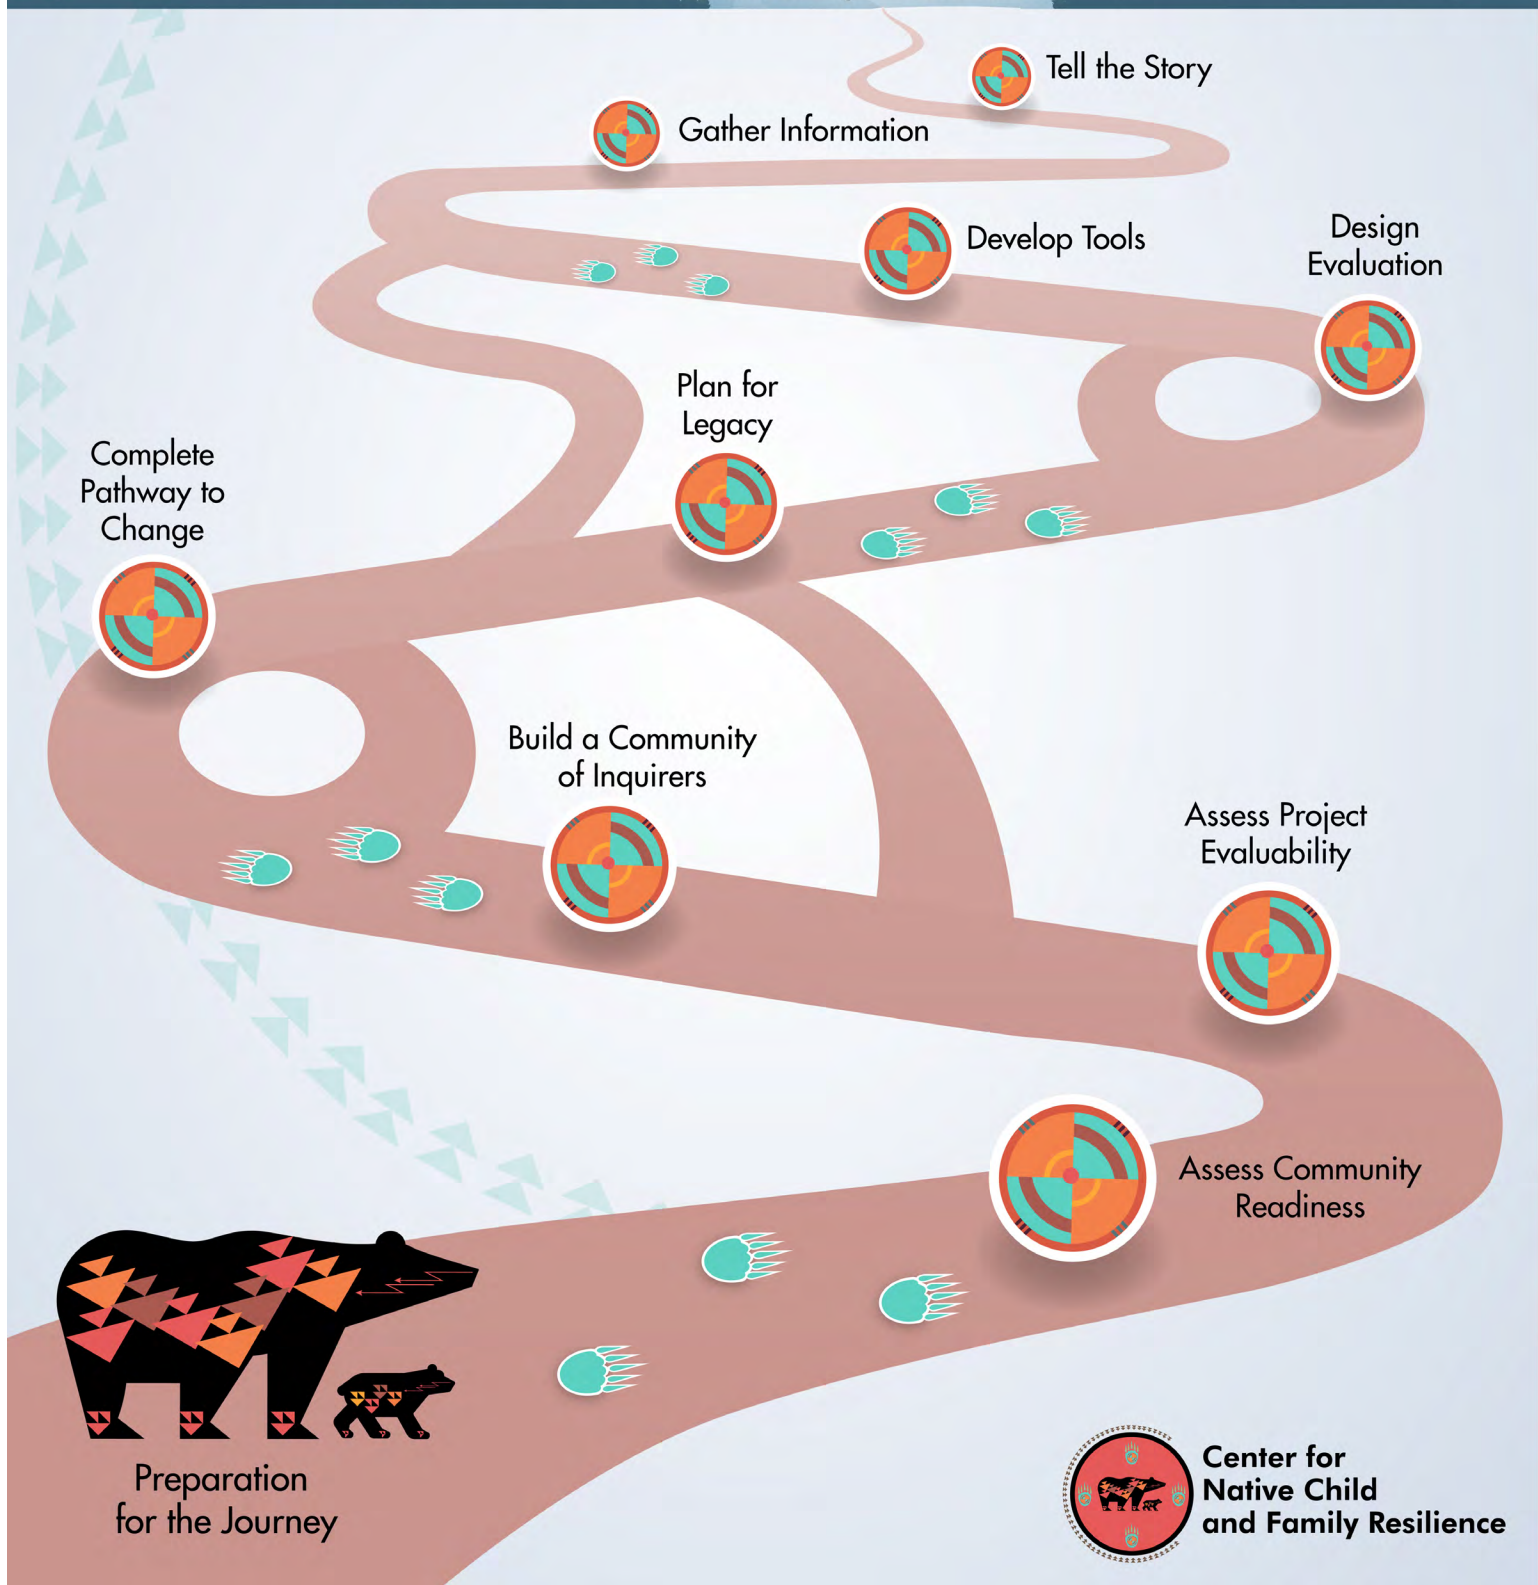 Tell the Story
Gather Information
Develop Tools
Design
Evaluation
Plan for
Legacy
Complete
Pathway to
Change
Build a Community
of Inquirers
Assess Project
Evaluability
Assess Community
Readiness
Preparation
for the Journey
Center for
Native Child
and Family Resilience